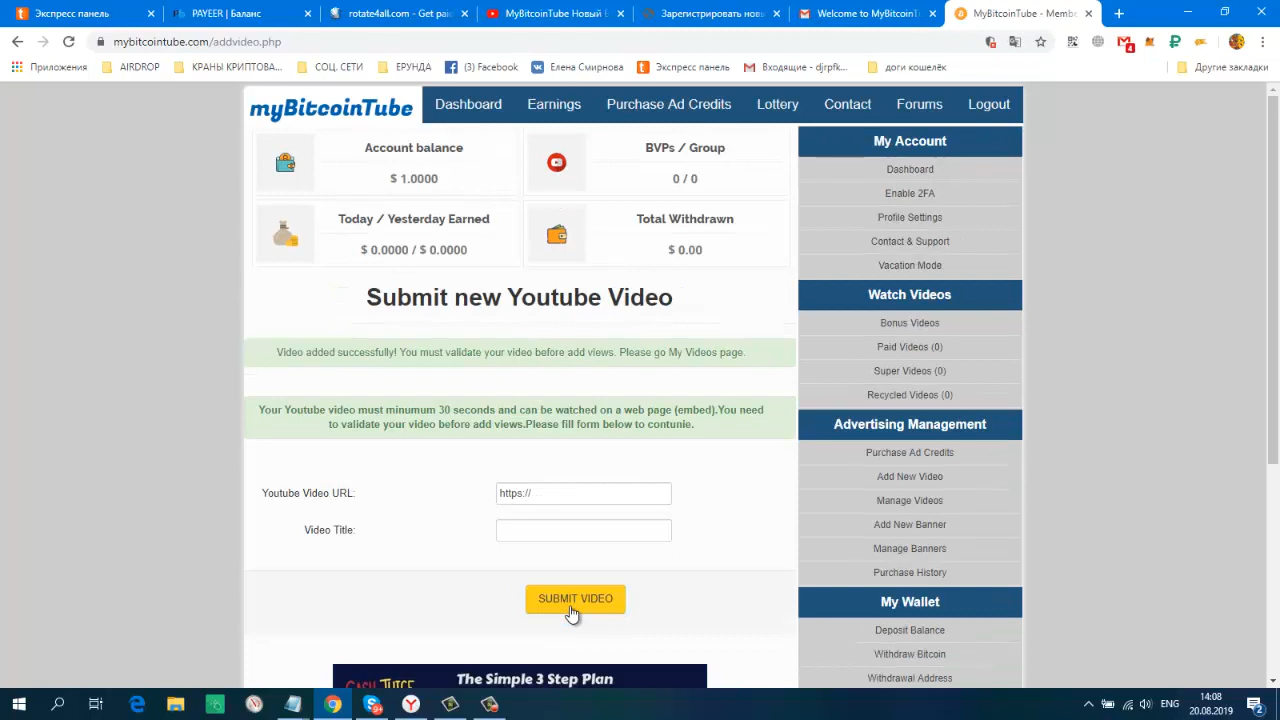 Экспресс панель
PAYEER | Баланс
rotate4all.com - Get pai
MyBitcoinTube Новый Б
Зарегистрировать новы
Welcome to MyBitcoinTu
MyBitcoinTube - Membe
mybitcointube.com/addvideo.php
4
Приложения
AIRDROP
КРАНЫ КРИПТОВА...
СОЦ. СЕТИ
ЕРУНДА
(3) Facebook
Елена Смирнова
Экспресс панель
Входящие - djrpfk...
доги кошелёк
Другие закладки
myBitcoinTube
Dashboard
Earnings
Purchase Ad Credits
Lottery
Contact
Forums
Logout
Account balance
$ 1.0000
BVPs / Group
0 / 0
Today / Yesterday Earned
$ 0.0000 / $ 0.0000
Total Withdrawn
$ 0.00
Submit new Youtube Video
Video added successfully! You must validate your video before add views. Please go My Videos page.
Your Youtube video must minumum 30 seconds and can be watched on a web page (embed).You need
to validate your video before add views.Please fill form below to contunie.
Youtube Video URL:
https://
Video Title:
SUBMIT VIDEO
CASH JUICE
The Simple 3 Step Plan
My Account
Dashboard
Enable 2FA
Profile Settings
Contact & Support
Vacation Mode
Watch Videos
Bonus Videos
Paid Videos (0)
Super Videos (0)
Recycled Videos (0)
Advertising Management
Purchase Ad Credits
Add New Video
Manage Videos
Add New Banner
Manage Banners
Purchase History
My Wallet
Deposit Balance
Withdraw Bitcoin
Withdrawal Address
ENG
14:08
20.08.2019
2